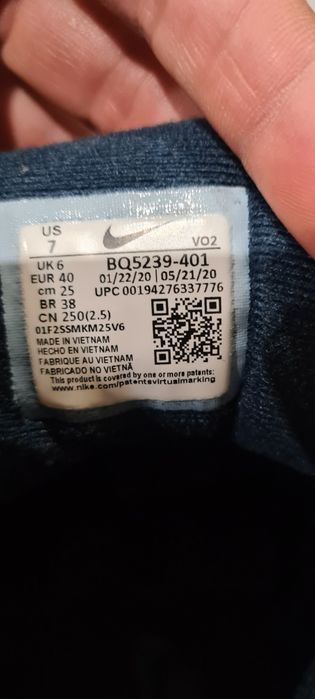 US
7
VO2
UK 6 BQ5239-401
EUR 40 01/22/20 05/21/20
cm 25 UPC 00194276337776
BR 38
CN 250(2.5)
01F2SSMKM25V6
MADE IN VIETNAM
HECHO EN VIETNAM
FABRIQUE AU VIETNAM
FABRICADO NO VIETNÃ
This product is covered by one or more patents:
www.nike.com/patentsvirtualmarking